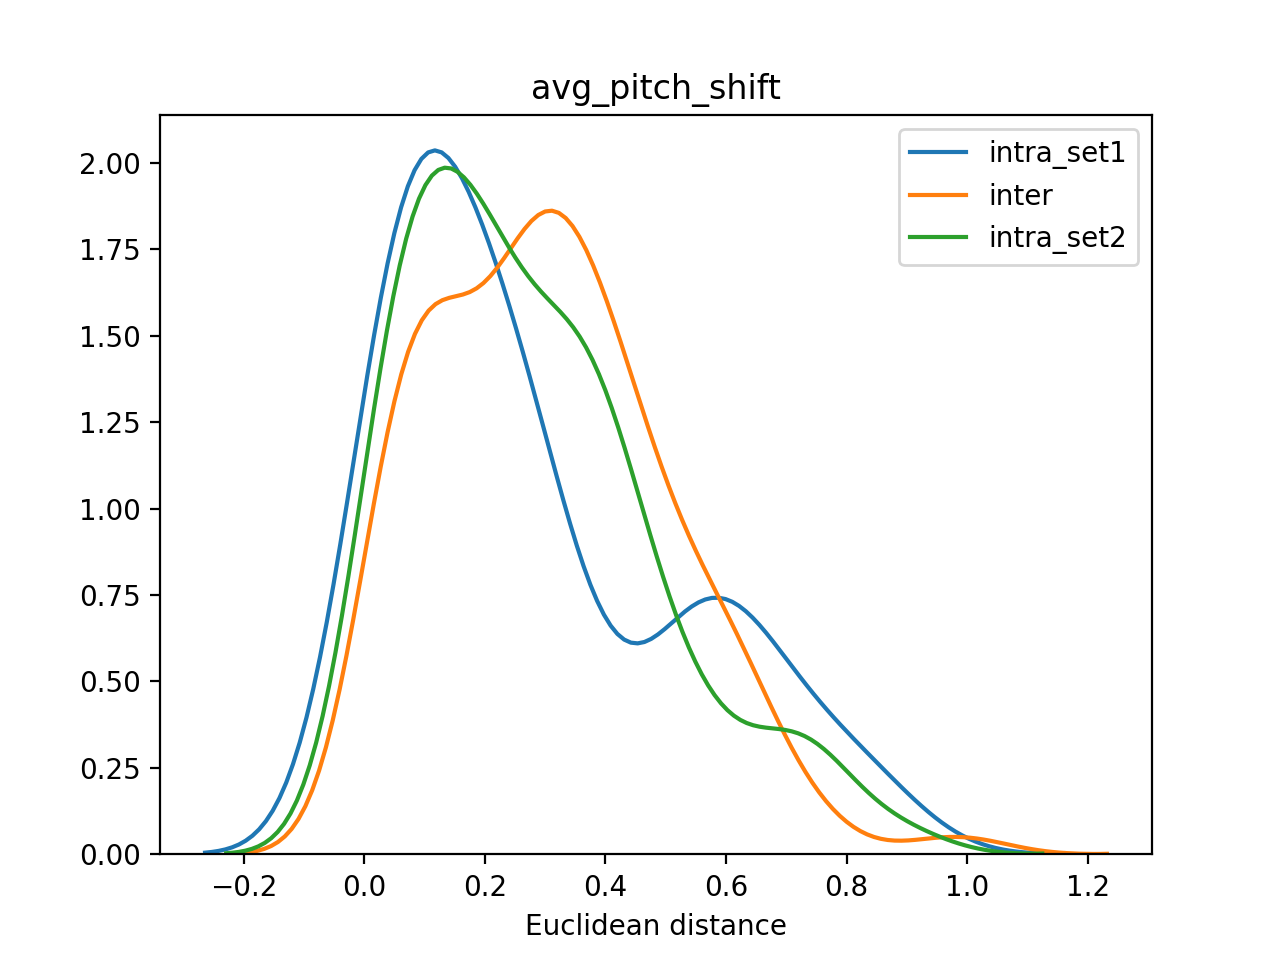 avg_pitch_shift
intra_set1
inter
intra_set2
2.00
1.75
1.50
1.25
1.00
0.75
0.50
0.25
0.00
−0.2 0.0 0.2 0.4 0.6 0.8 1.0 1.2
Euclidean distance